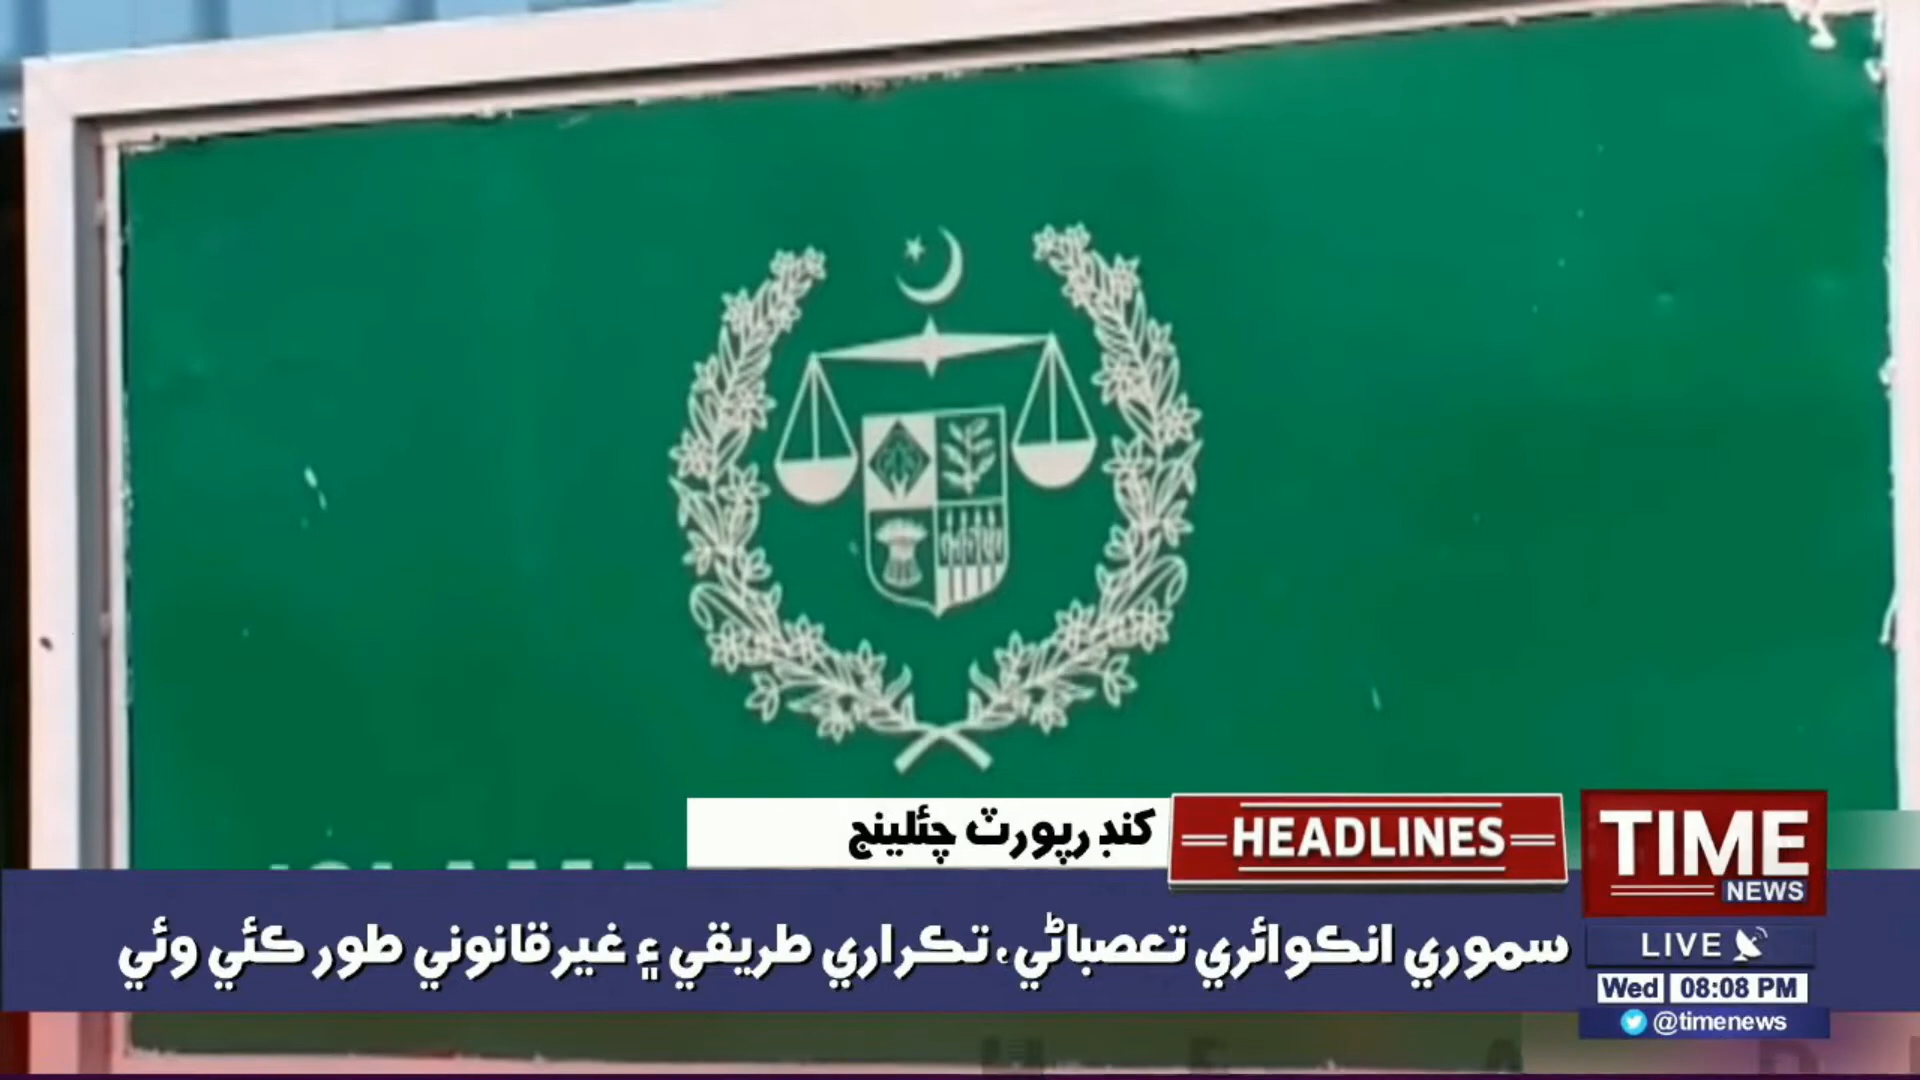 ڪنڊ رپورٽ چئلينج
HEADLINES
TIME
NEWS
سموري انڪوائري تعصباڻي، تڪراري طريقي ۽ غيرقانوني طور ڪئي وئي
LIVE
Wed 08:08 PM
@timenews